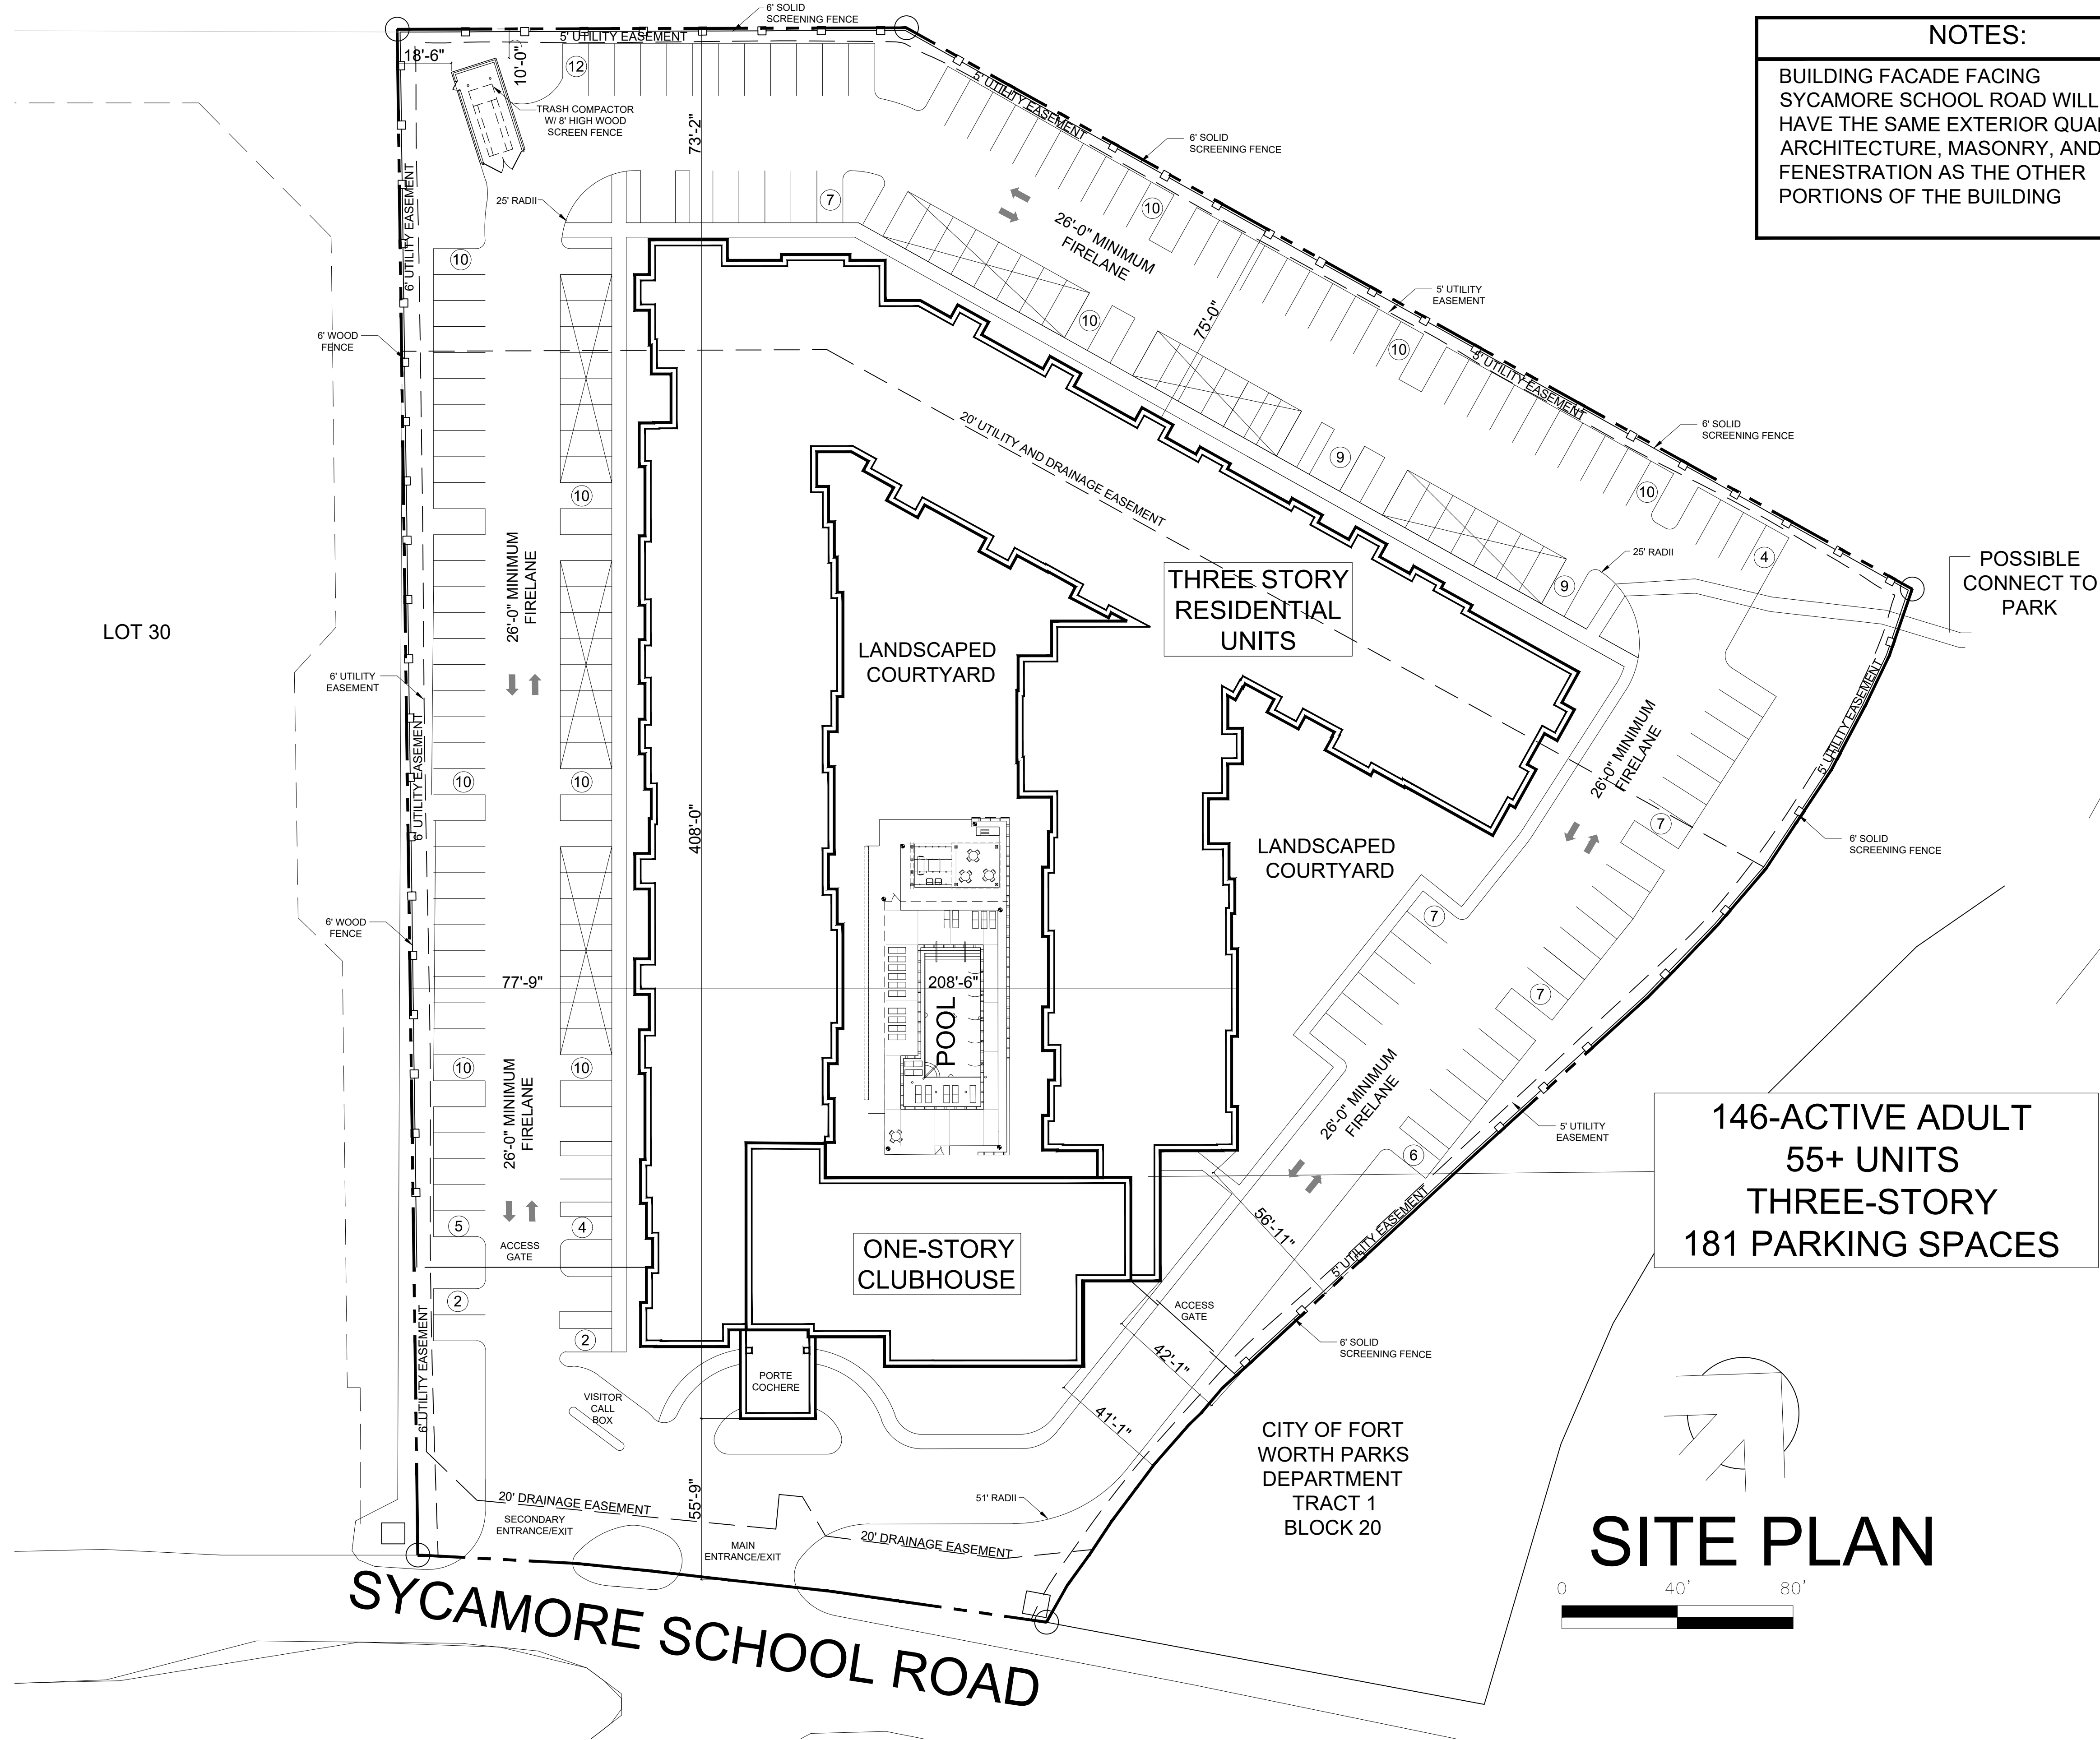 6' SOLID
SCREENING FENCE
5' UTILITY EASEMENT
18'-6"
10'-0"
12
TRASH COMPACTOR
W/ 8' HIGH WOOD
SCREEN FENCE
73'-2"
5' UTILITY EASEMENT
5' UTILITY EASEMENT
6' SOLID
SCREENING FENCE
NOTES:
BUILDING FACADE FACING
SYCAMORE SCHOOL ROAD WILL
HAVE THE SAME EXTERIOR
ARCHITECTURE, MASONRY, AND
FENESTRATION AS THE OTHER
PORTIONS OF THE BUILDING
6' UTILITY EASEMENT
6' UTILITY EASEMENT
25' RADII
7
10
26'-0" MINIMUM
FIRELANE
10
5' UTILITY
EASEMENT
75'-0"
10
10
5' UTILITY EASEMENT
5' UTILITY EASEMENT
6' WOOD
FENCE
6' SOLID
SCREENING FENCE
20' UTILITY AND DRAINAGE EASEMENT
9
10
10
26'-0" MINIMUM
FIRELANE
25' RADII
4
9
POSSIBLE
CONNECT TO
PARK
THREE STORY
RESIDENTIAL
UNITS
LOT 30
LANDSCAPED
COURTYARD
6' UTILITY
EASEMENT
6' UTILITY EASEMENT
5' UTILITY EASEMENT
26'-0" MINIMUM
FIRELANE
10
10
408'-0"
7
6' SOLID
SCREENING FENCE
LANDSCAPED
COURTYARD
6' WOOD
FENCE
7
77'-9"
208'-6"
7
POOL
10
10
26'-0" MINIMUM
FIRELANE
26'-0" MINIMUM
FIRELANE
5' UTILITY
EASEMENT
6
146-ACTIVE ADULT
55+ UNITS
THREE-STORY
181 PARKING SPACES
5
4
ACCESS
GATE
56'-11"
5' UTILITY EASEMENT
ONE-STORY
CLUBHOUSE
2
2
ACCESS
GATE
6' SOLID
SCREENING FENCE
42'-1"
6' UTILITY EASEMENT
PORTE
COCHERE
VISITOR
CALL
BOX
41'-1"
CITY OF FORT
WORTH PARKS
DEPARTMENT
TRACT 1
BLOCK 20
55'-9"
51' RADII
20' DRAINAGE EASEMENT
SECONDARY
ENTRANCE/EXIT
MAIN
ENTRANCE/EXIT
20' DRAINAGE EASEMENT
SITE PLAN
0 40' 80'
SYCAMORE SCHOOL ROAD